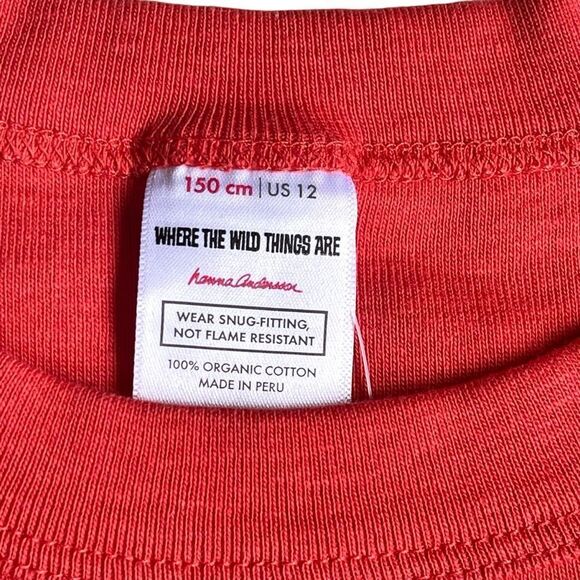 150 cm | US 12
WHERE THE WILD THINGS ARE
hanna andersson
WEAR SNUG-FITTING,
NOT FLAME RESISTANT
100% ORGANIC COTTON
MADE IN PERU